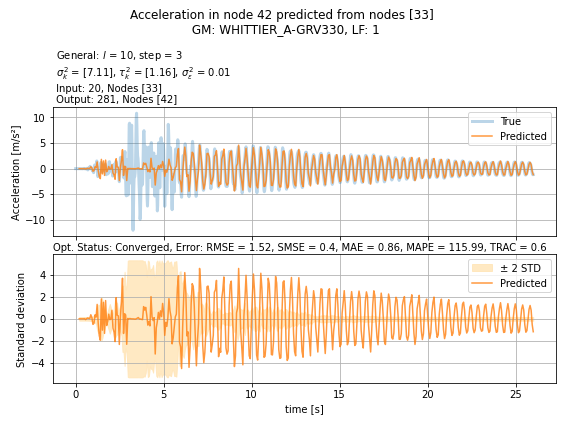 Acceleration in node 42 predicted from nodes [33]
GM: WHITTIER_A-GRV330, LF: 1
General: l = 10, step = 3
σ²ₖ = [7.11], τ²ₖ = [1.16], σ²ε = 0.01
Input: 20, Nodes [33]
Output: 281, Nodes [42]
Acceleration [m/s²]
10
5
0
−5
−10
True
Predicted
Opt. Status: Converged, Error: RMSE = 1.52, SMSE = 0.4, MAE = 0.86, MAPE = 115.99, TRAC = 0.6
Standard deviation
4
2
0
−2
−4
± 2 STD
Predicted
0 5 10 15 20 25
time [s]